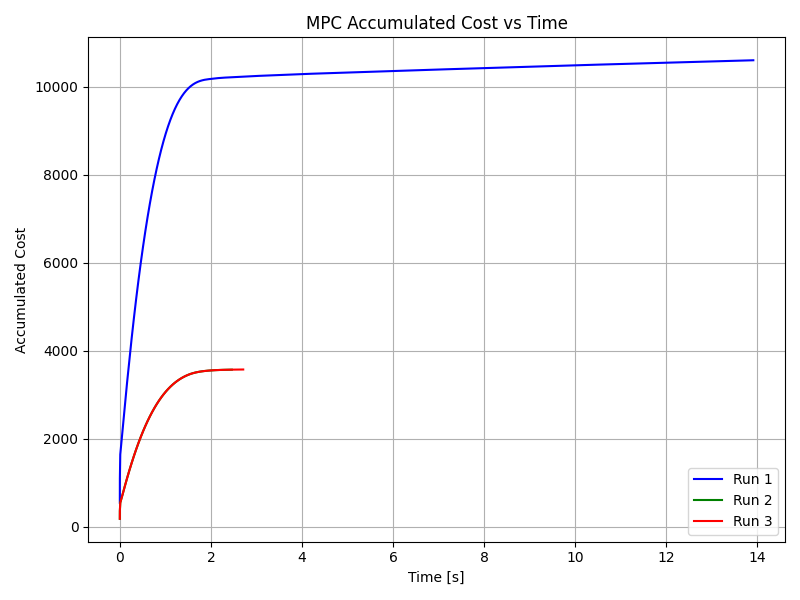 MPC Accumulated Cost vs Time
Accumulated Cost
10000
8000
6000
4000
2000
0
0 2 4 6 8 10 12 14
Time [s]
Run 1
Run 2
Run 3